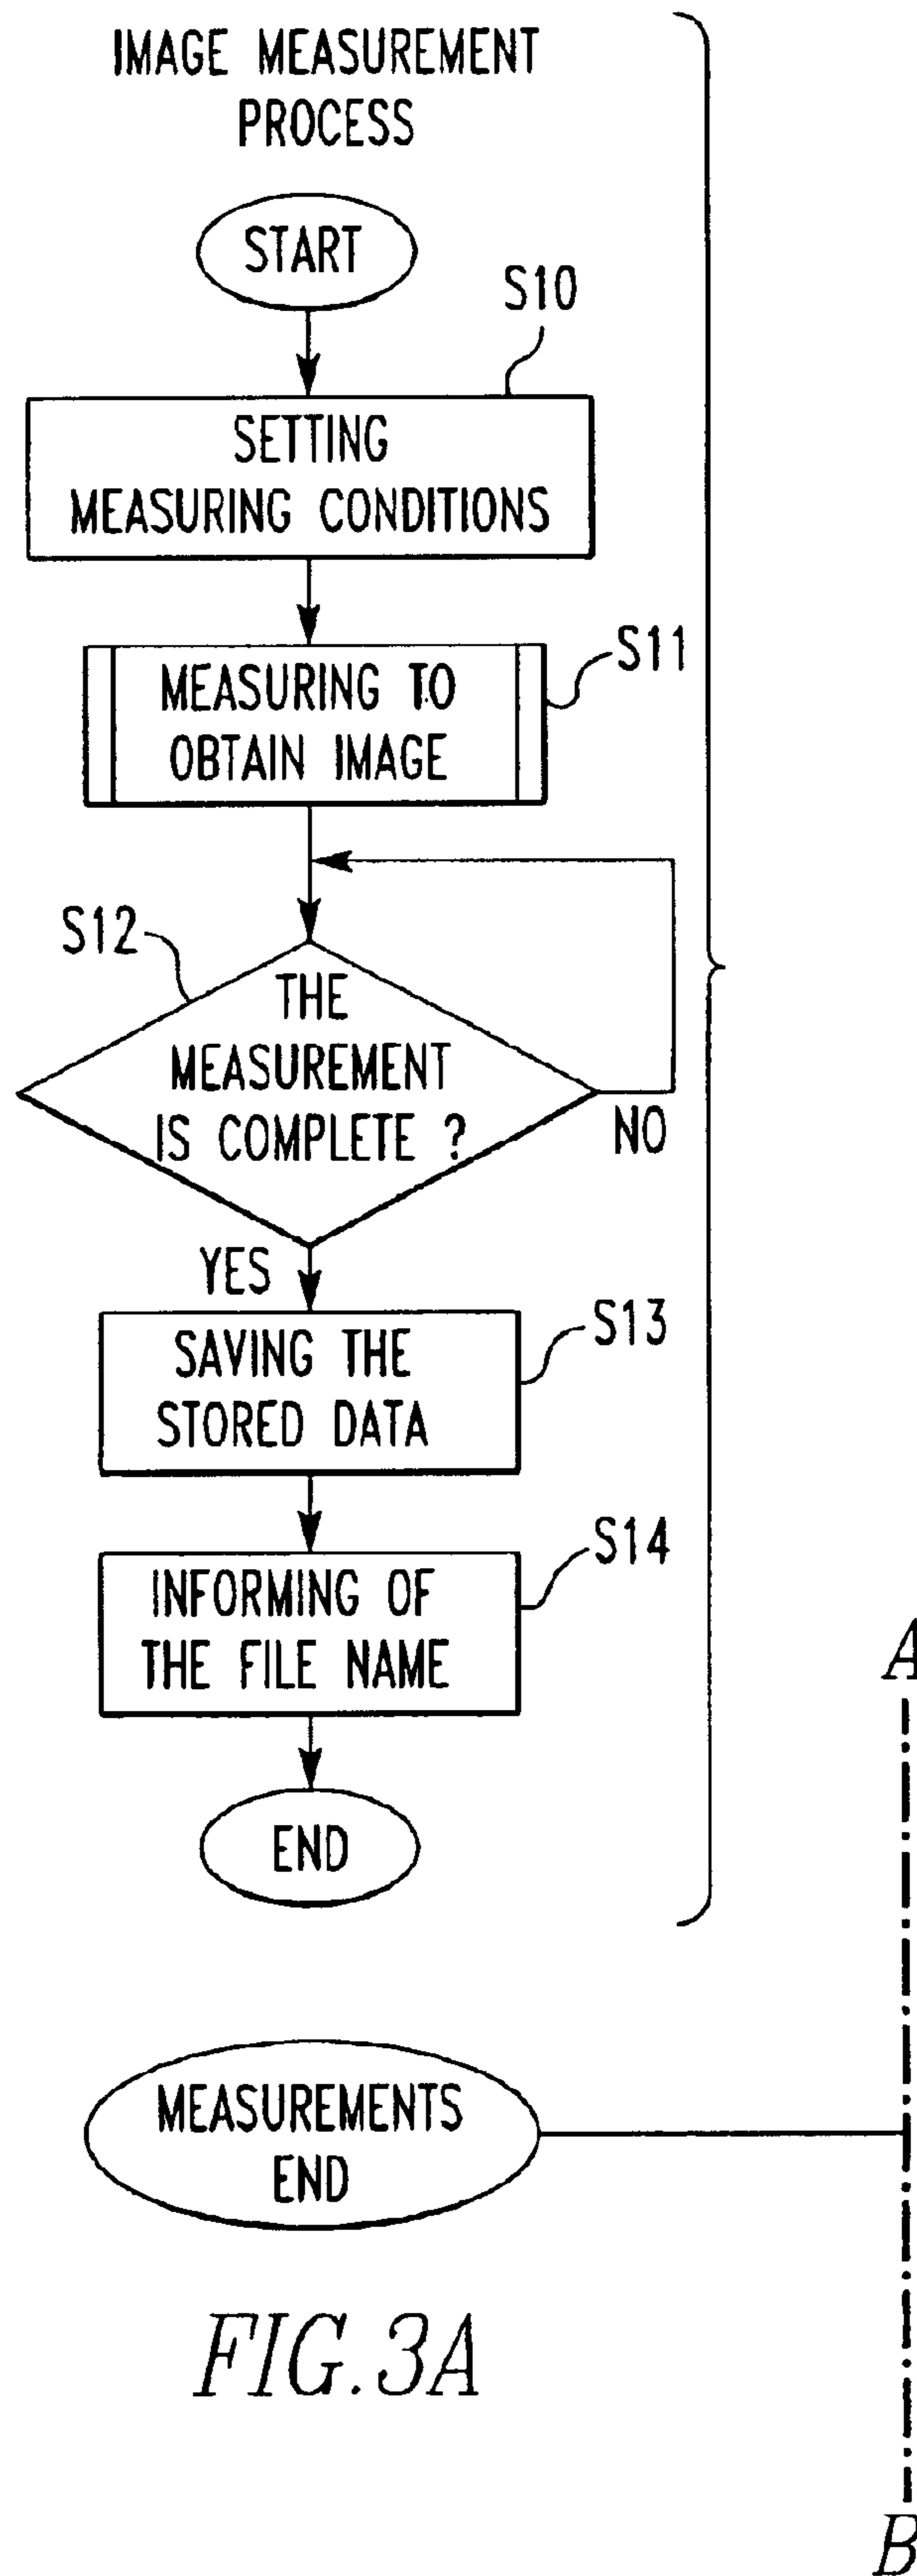 IMAGE MEASUREMENT
PROCESS
START
S10
SETTING
MEASURING CONDITIONS
S11
MEASURING TO
OBTAIN IMAGE
S12
THE
MEASUREMENT
IS COMPLETE ?
NO
YES
S13
SAVING THE
STORED DATA
S14
INFORMING OF
THE FILE NAME
END
A
MEASUREMENTS
END
FIG.3A
B